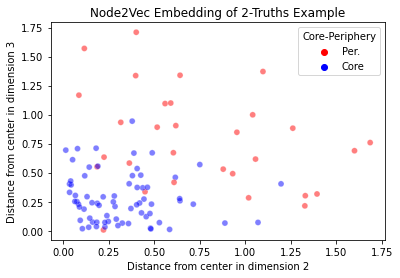 Node2Vec Embedding of 2-Truths Example
Core-Periphery
Per.
Core
Distance from center in dimension 3
1.75
1.50
1.25
1.00
0.75
0.50
0.25
0.00
0.00 0.25 0.50 0.75 1.00 1.25 1.50 1.75
Distance from center in dimension 2